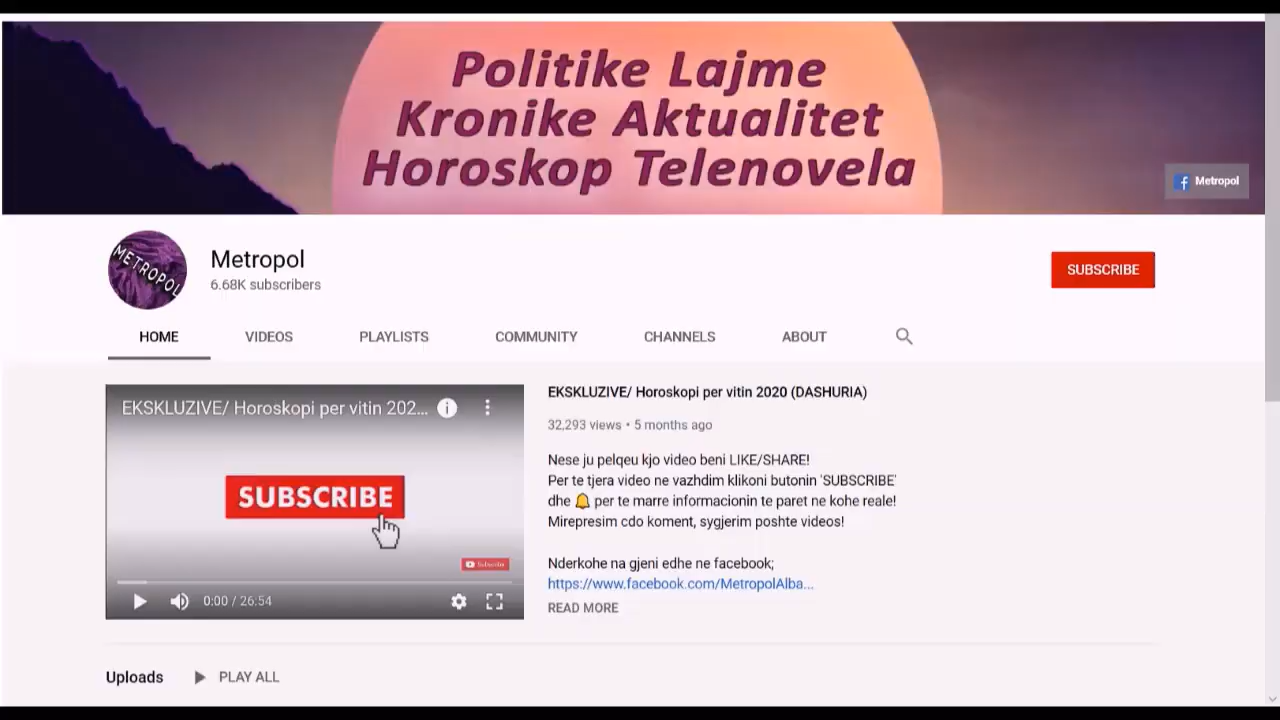 Politike Lajme
Kronike Aktualitet
Horoskop Telenovela
Metropol
METROPOL
Metropol
6.68K subscribers
SUBSCRIBE
HOME VIDEOS PLAYLISTS COMMUNITY CHANNELS ABOUT
EKSKLUZIVE/ Horoskopi per vitin 202...
SUBSCRIBE
Subscribe
0:00 / 26:54
EKSKLUZIVE/ Horoskopi per vitin 2020 (DASHURIA)
32,293 views • 5 months ago
Nese ju pelqeu kjo video beni LIKE/SHARE!
Per te tjera video ne vazhdim klikoni butonin 'SUBSCRIBE'
dhe 🔔 per te marre informacionin te paret ne kohe reale!
Mirepresim cdo koment, sygjerim poshte videos!
Nderkohe na gjeni edhe ne facebook;
https://www.facebook.com/MetropolAlba...
READ MORE
Uploads PLAY ALL